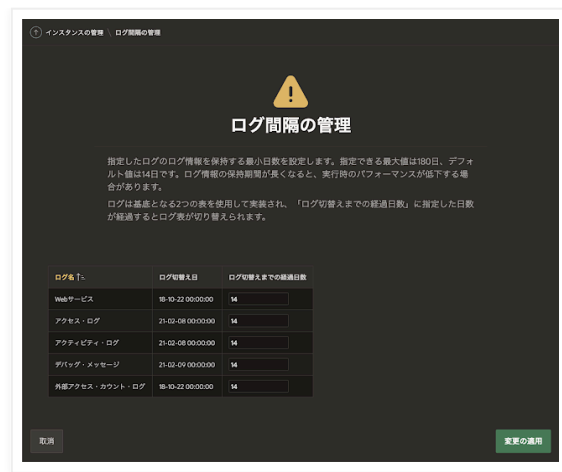 インスタンスの管理 \ ログ間隔の管理
ログ間隔の管理
指定したログのログ情報を保持する最小日数を設定します。指定できる最大値は180日、デフォ
ルト値は14日です。ログ情報の保持期間が長くなると、実行時のパフォーマンスが低下する場
合があります。
ログは基底となる2つの表を使用して実装され、「ログ切替えまでの経過日数」に指定した日数
が経過するとログ表が切り替えられます。
ログ名 ログ切替え日 ログ切替えまでの経過日数
Webサービス 18-10-22 00:00:00 14
アクセス・ログ 21-02-08 00:00:00 14
アクティビティ・ログ 21-02-08 00:00:00 14
デバッグ・メッセージ 21-02-09 00:00:00 14
外部アクセス・カウント・ログ 18-10-22 00:00:00 14
取消 変更の適用